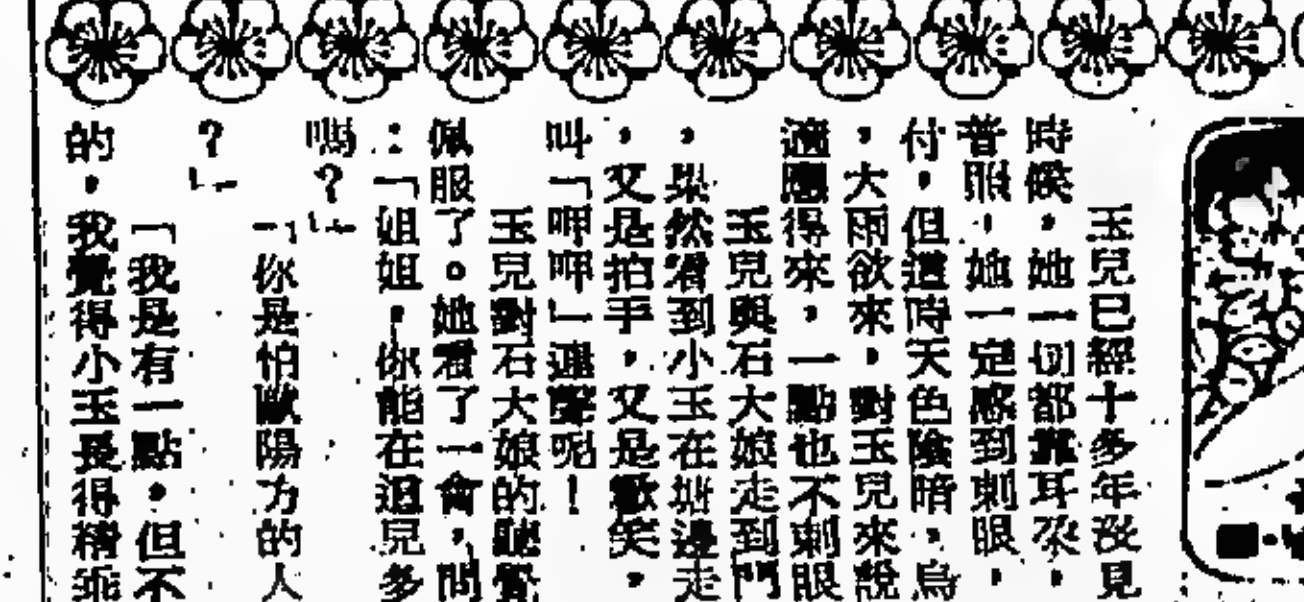 玉兒已經十多年沒見
時候，她一切都靠耳朶，
普照，她一定感到刺眼，
付，但這時天色陰暗，烏
，大雨欲來，對玉兒來說
適應得來，一點也不刺眼
玉兒與石大娘走到門
，果然看到小玉在塘邊走
，又是拍手，又是歡笑，
叫「呷呷呷」連聲呢！
玉兒對石大娘的聽覺
佩服了。她看了一會，問
：「姐姐，你能在這兒多
嗎？」
「你是怕歐陽方的人
？」
「我是有一點，但不
的，我覺得小玉長得精乖